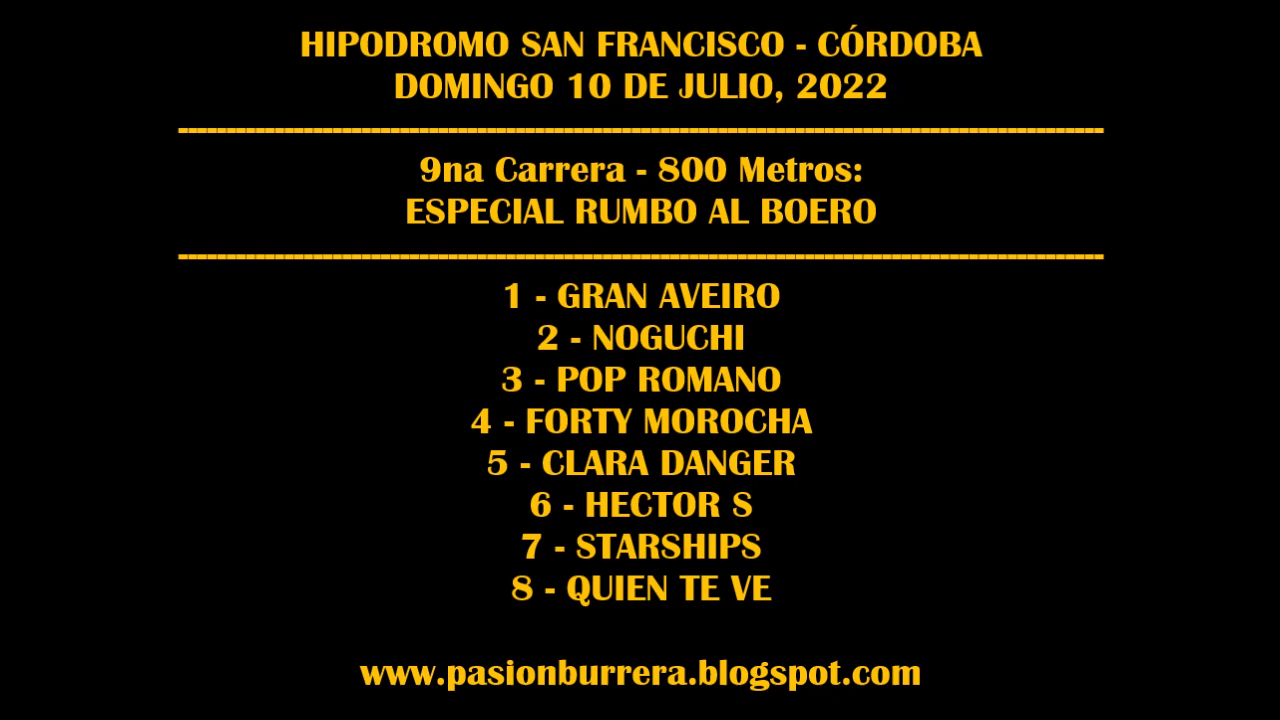 HIPODROMO SAN FRANCISCO - CÓRDOBA
DOMINGO 10 DE JULIO, 2022
9na Carrera - 800 Metros:
ESPECIAL RUMBO AL BOERO
1 - GRAN AVEIRO
2 - NOGUCHI
3 - POP ROMANO
4 - FORTY MOROCHA
5 - CLARA DANGER
6 - HECTOR S
7 - STARSHIPS
8 - QUIEN TE VE
www.pasionburrera.blogspot.com